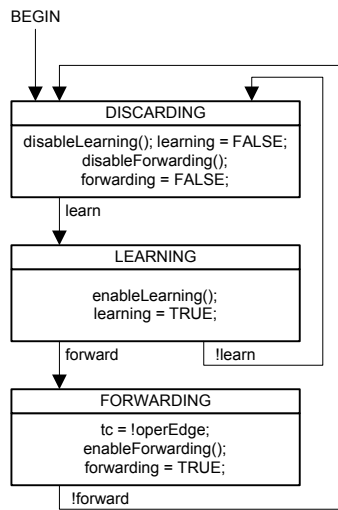 BEGIN
DISCARDING
disableLearning(); learning = FALSE;
disableForwarding();
forwarding = FALSE;
learn
LEARNING
enableLearning();
learning = TRUE;
forward
!learn
FORWARDING
tc = !operEdge;
enableForwarding();
forwarding = TRUE;
!forward